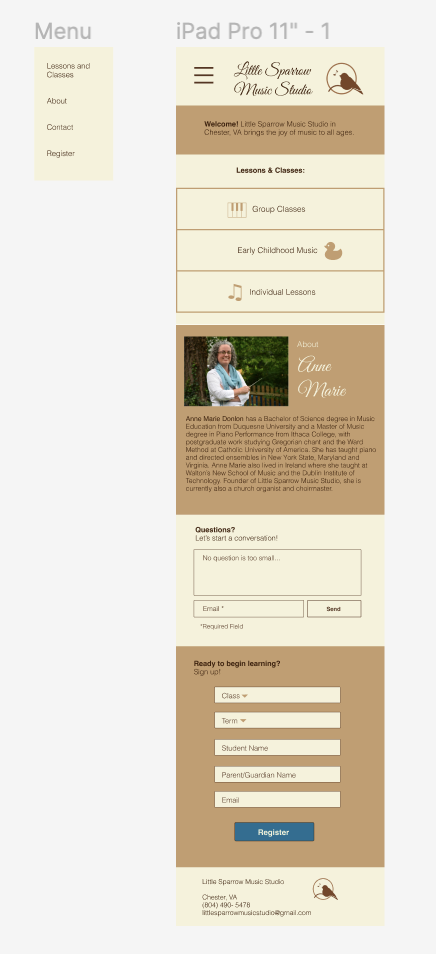 Menu
Lessons and
Classes
About
Contact
Register
iPad Pro 11" - 1
Little Sparrow
Music Studio
Welcome! Little Sparrow Music Studio in
Chester, VA brings the joy of music to all ages.
Lessons & Classes:
Group Classes
Early Childhood Music
Individual Lessons
About
Anne
Marie
Anne Marie Donlon has a Bachelor of Science degree in Music
Education from Duquesne University and a Master of Music
degree in Piano Performance from Ithaca College, with
postgraduate work studying Gregorian chant and the Ward
Method at Catholic University of America. She has taught piano
and directed ensembles in New York State, Maryland and
Virginia. Anne Marie also lived in Ireland where she taught at
Walton's New School of Music and the Dublin Institute of
Technology. Founder of Little Sparrow Music Studio, she is
currently also a church organist and choirmaster.
Questions?
Let's start a conversation!
No question is too small...
Email *
Send
*Required Field
Ready to begin learning?
Sign up!
Class
Term
Student Name
Parent/Guardian Name
Email
Register
Little Sparrow Music Studio
Chester, VA
(804) 490- 5478
littlesparrowmusicstudio@gmail.com